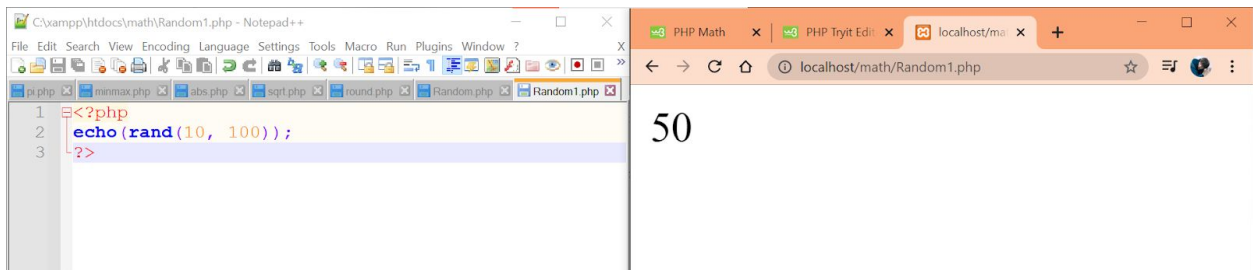 C:\xampp\htdocs\math\Random1.php - Notepad++
File Edit Search View Encoding Language Settings Tools Macro Run Plugins Window ? X
pi.php minmax.php abs.php sqrt.php round.php Random.php Random1.php
1 <?php
2 echo(rand(10, 100));
3 ?>
PHP Math PHP Tryit Edit localhost/ma
localhost/math/Random1.php
50